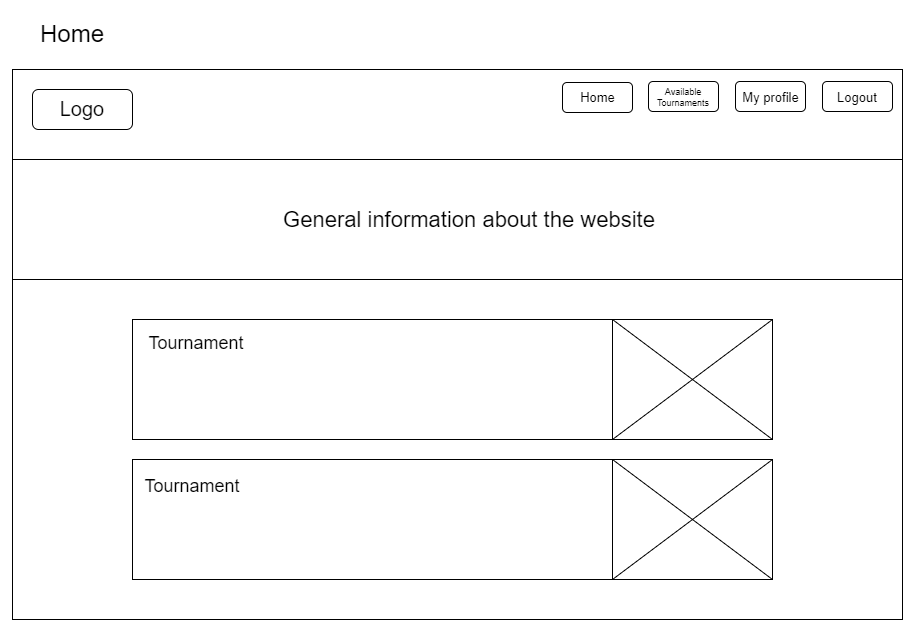 Home
Logo
Home
Available
Tournaments
My profile
Logout
General information about the website
Tournament
Tournament